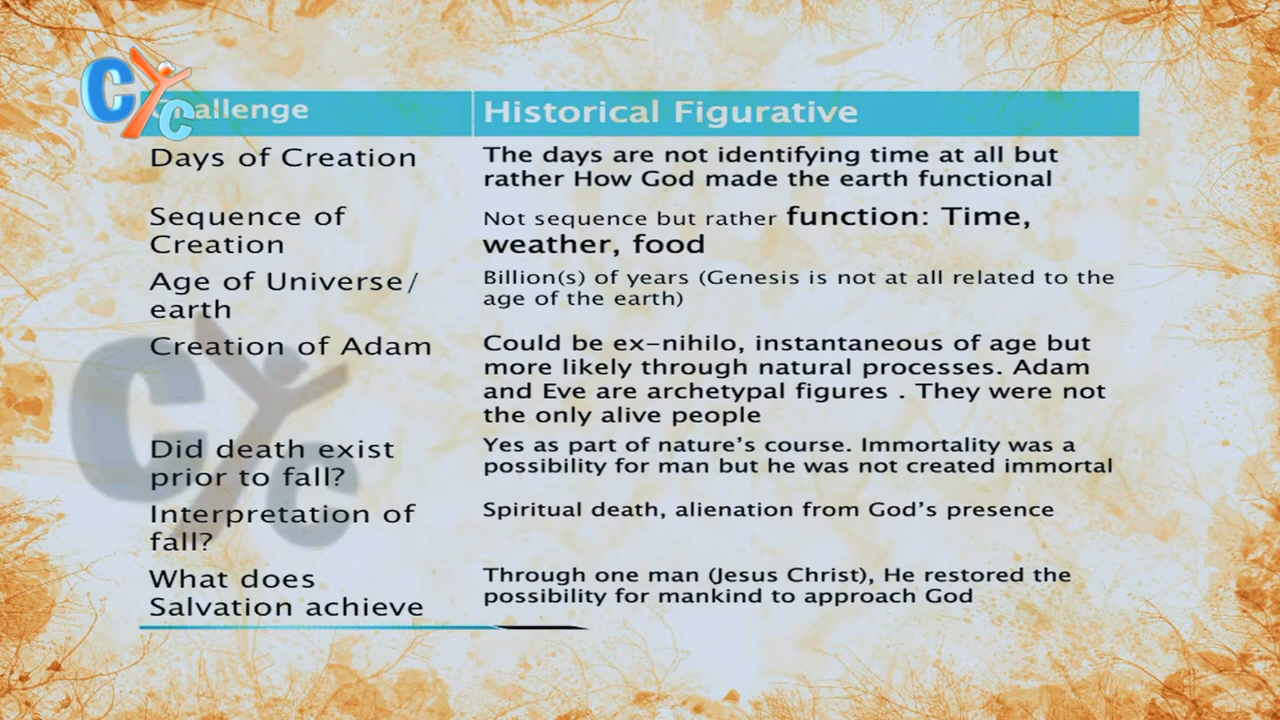 CYC
Challenge
Historical Figurative
Days of Creation
The days are not identifying time at all but
rather How God made the earth functional
Sequence of
Creation
Not sequence but rather function: Time,
weather, food
Age of Universe/
earth
Billion(s) of years (Genesis is not at all related to the
age of the earth)
Creation of Adam
Could be ex-nihilo, instantaneous of age but
more likely through natural processes. Adam
and Eve are archetypal figures . They were not
the only alive people
Did death exist
prior to fall?
Yes as part of nature's course. Immortality was a
possibility for man but he was not created immortal
Interpretation of
fall?
Spiritual death, alienation from God's presence
What does
Salvation achieve
Through one man (Jesus Christ), He restored the
possibility for mankind to approach God
CYC